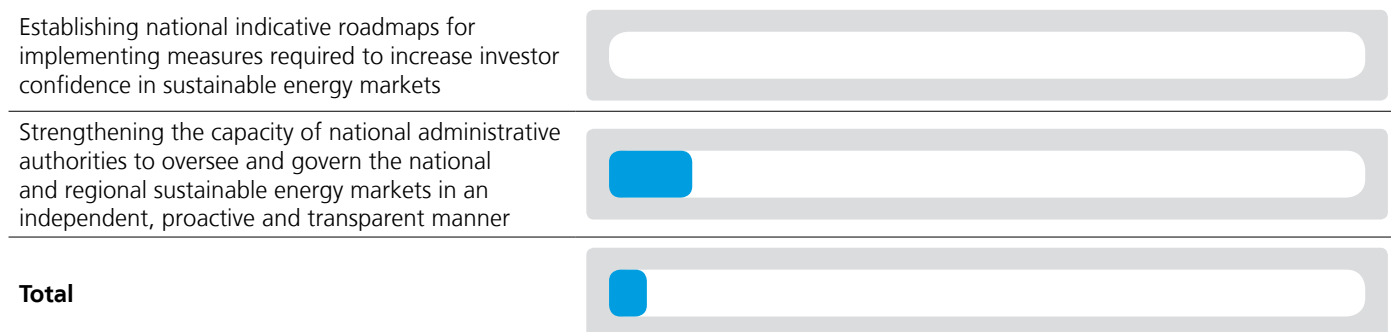 Establishing national indicative roadmaps for
implementing measures required to increase investor
confidence in sustainable energy markets
Strengthening the capacity of national administrative
authorities to oversee and govern the national
and regional sustainable energy markets in an
independent, proactive and transparent manner
Total